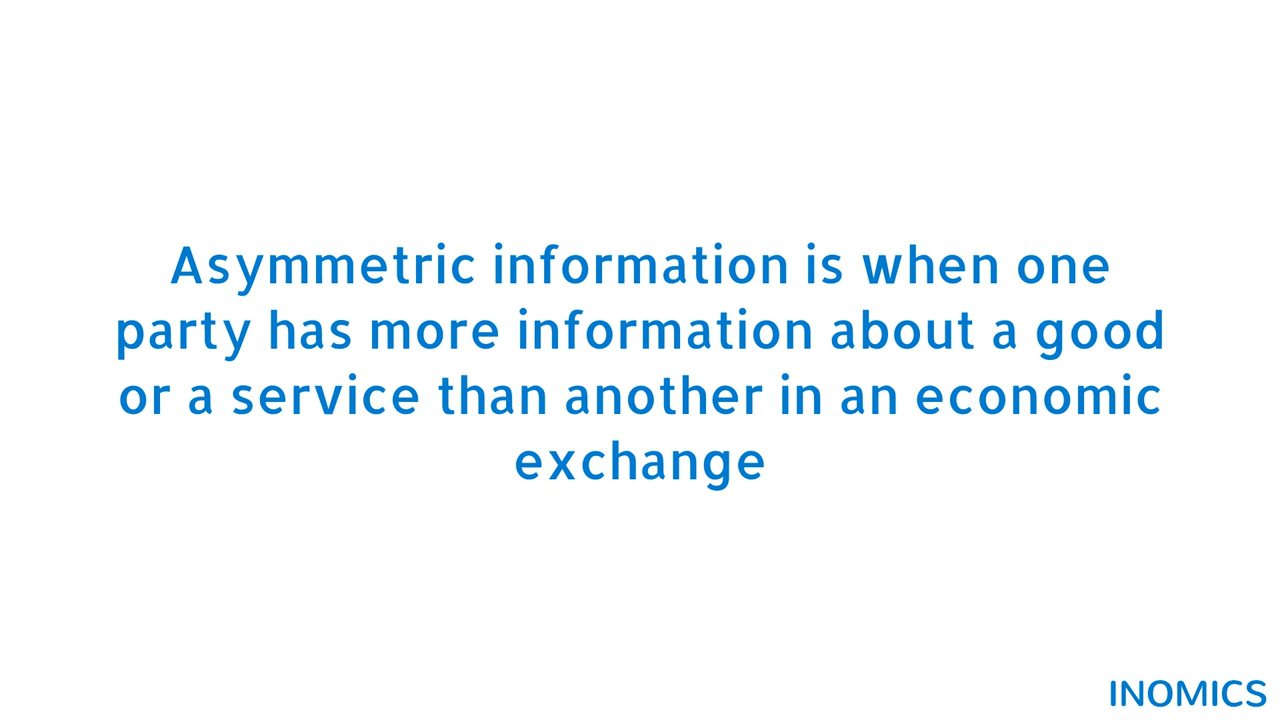 Asymmetric information is when one
party has more information about a good
or a service than another in an economic
exchange
INOMICS